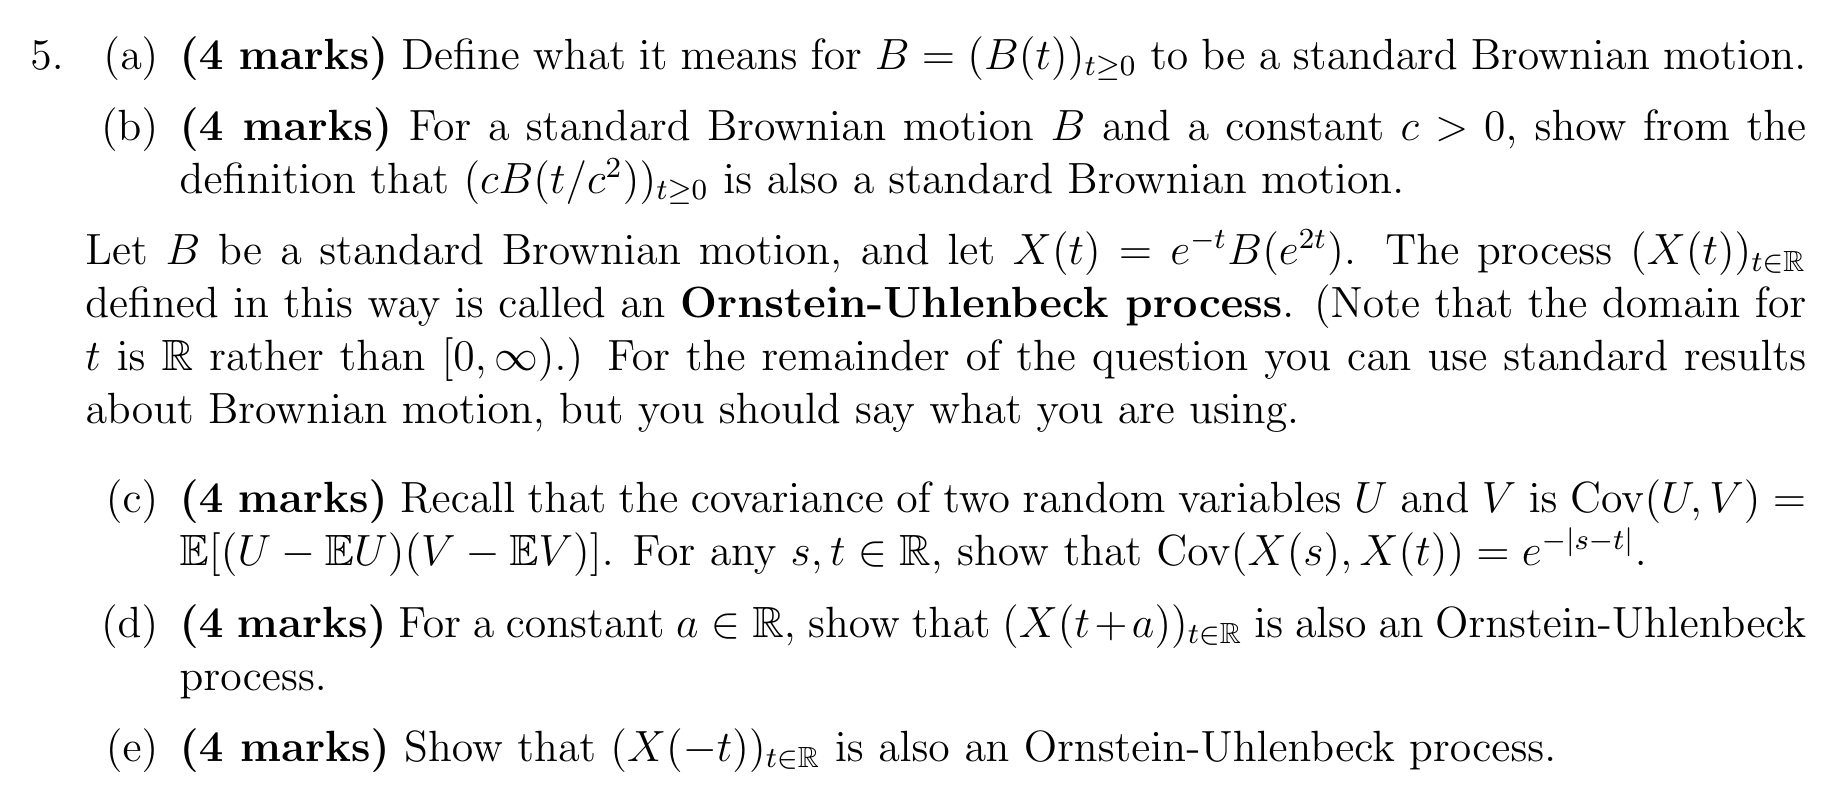 5. (a) (4 marks) Define what it means for $B = (B(t))_{t \geq 0}$ to be a standard Brownian motion.
(b) (4 marks) For a standard Brownian motion $B$ and a constant $c > 0$, show from the
definition that $(cB(t/c^2))_{t \geq 0}$ is also a standard Brownian motion.
Let $B$ be a standard Brownian motion, and let $X(t) = e^{-t}B(e^{2t})$. The process $(X(t))_{t \in \mathbb{R}}$
defined in this way is called an Ornstein-Uhlenbeck process. (Note that the domain for
$t$ is $\mathbb{R}$ rather than $[0, \infty)$.) For the remainder of the question you can use standard results
about Brownian motion, but you should say what you are using.
(c) (4 marks) Recall that the covariance of two random variables $U$ and $V$ is $\mathrm{Cov}(U, V) =$
$\mathbb{E}[(U - \mathbb{E}U)(V - \mathbb{E}V)]$. For any $s, t \in \mathbb{R}$, show that $\mathrm{Cov}(X(s), X(t)) = e^{-|s-t|}$.
(d) (4 marks) For a constant $a \in \mathbb{R}$, show that $(X(t+a))_{t \in \mathbb{R}}$ is also an Ornstein-Uhlenbeck
process.
(e) (4 marks) Show that $(X(-t))_{t \in \mathbb{R}}$ is also an Ornstein-Uhlenbeck process.